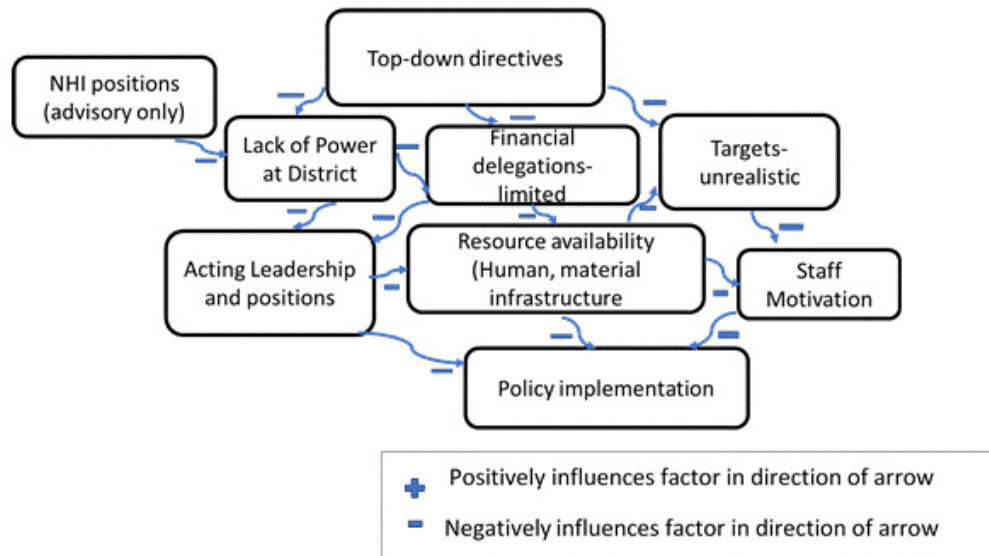 Top-down directives
NHI positions
(advisory only)
Lack of Power
at District
Financial
delegations-
limited
Targets-
unrealistic
Acting Leadership
and positions
Resource availability
(Human, material
infrastructure
Staff
Motivation
Policy implementation
+ Positively influences factor in direction of arrow
- Negatively influences factor in direction of arrow